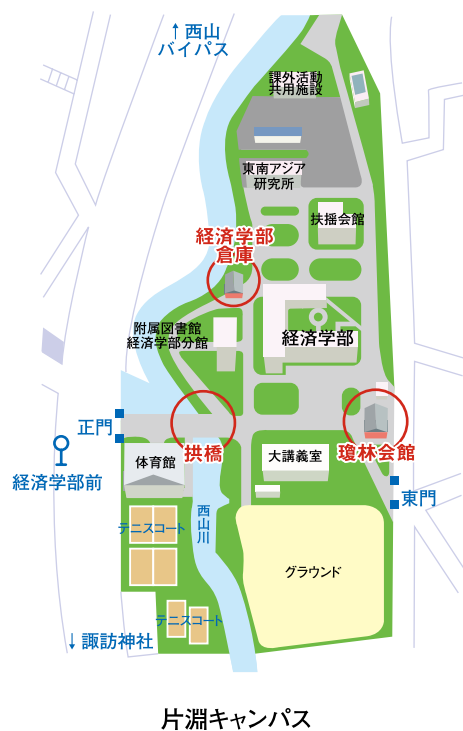 ↑西山
バイパス
課外活動
共用施設
東南アジア
研究所
扶揺会館
経済学部
倉庫
附属図書館
経済学部分館
経済学部
正門
拱橋
瓊林会館
体育館
大講義室
経済学部前
東門
西山川
テニスコート
グラウンド
テニスコート
↓諏訪神社
片淵キャンパス